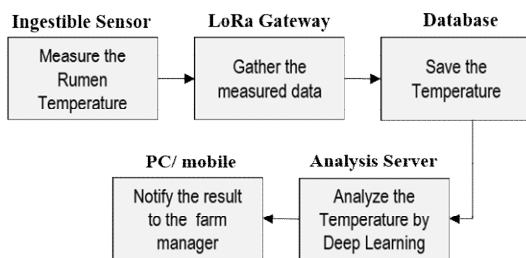 Ingestible Sensor
Measure the
Rumen
Temperature
LoRa Gateway
Gather the
measured data
Database
Save the
Temperature
PC/ mobile
Notify the result
to the farm
manager
Analysis Server
Analyze the
Temperature by
Deep Learning